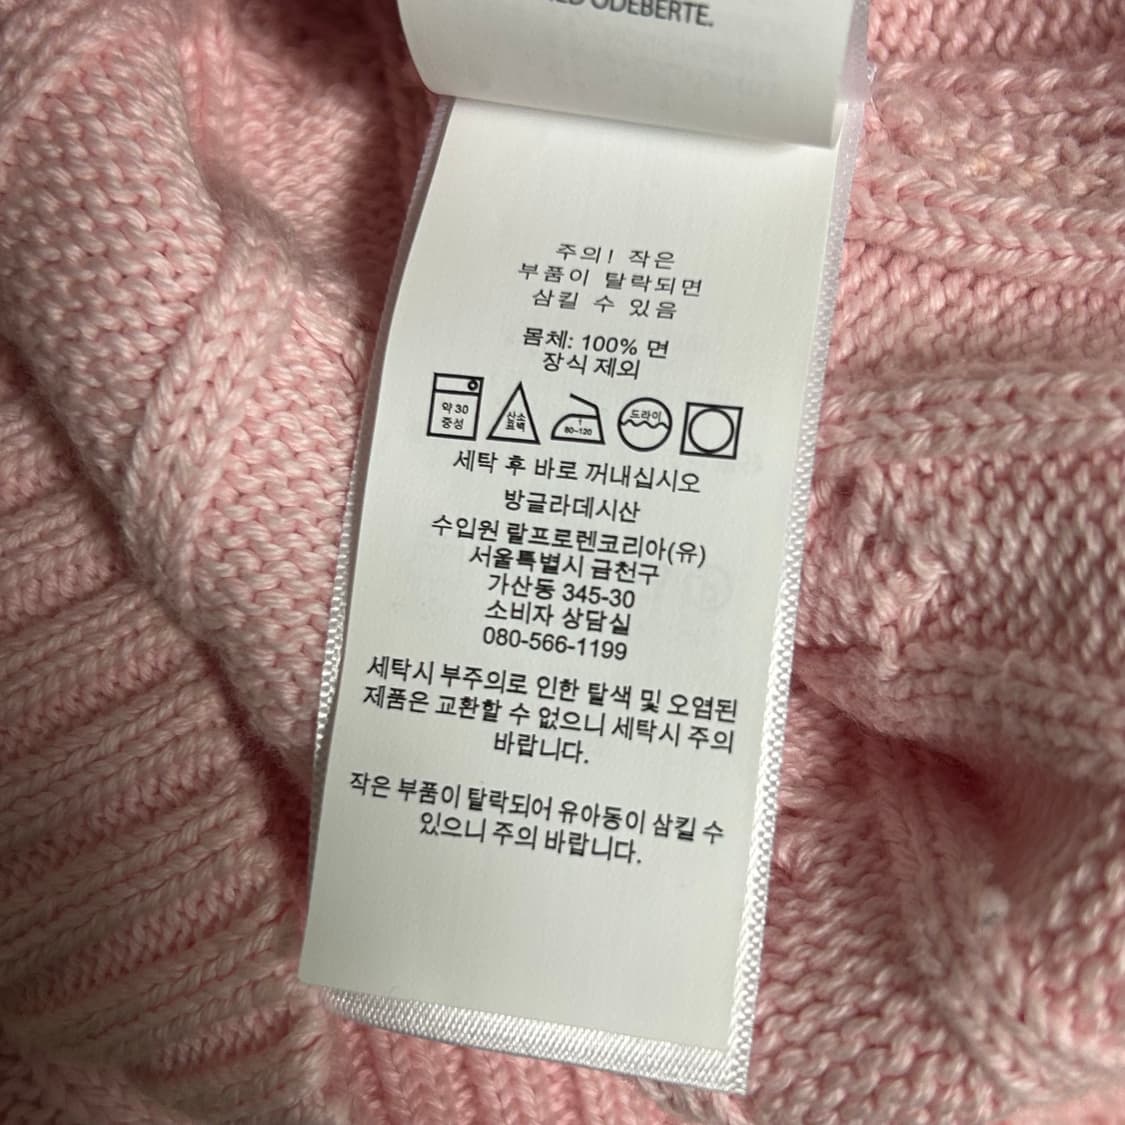 ODEBERTE.
주의! 작은
부품이 탈락되면
삼킬 수 있음
몸체: 100% 면
장식 제외
약 30
중성
산소
표백
1
80~120
드라이
세탁 후 바로 꺼내십시오
방글라데시산
수입원 랄프로렌코리아(유)
서울특별시 금천구
가산동 345-30
소비자 상담실
080-566-1199
세탁시 부주의로 인한 탈색 및 오염된
제품은 교환할 수 없으니 세탁시 주의
바랍니다.
작은 부품이 탈락되어 유아동이 삼킬 수
있으니 주의 바랍니다.